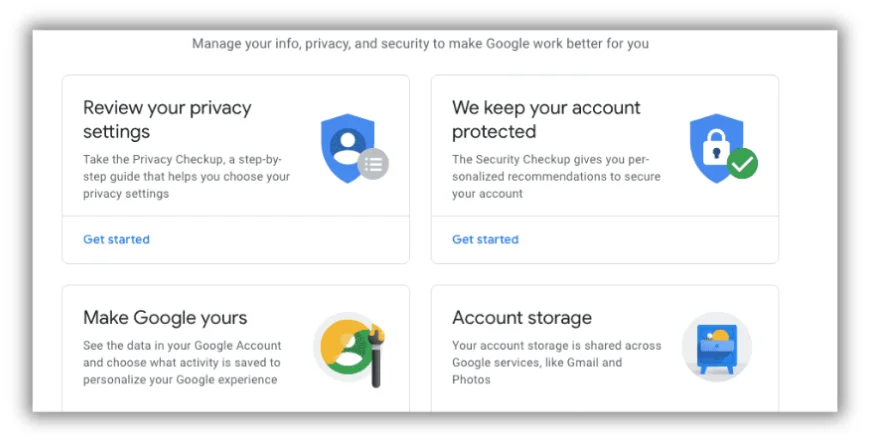 Manage your info, privacy, and security to make Google work better for you
Review your privacy
settings
Take the Privacy Checkup, a step-by-
step guide that helps you choose your
privacy settings
Get started
We keep your account
protected
The Security Checkup gives you per-
sonalized recommendations to secure
your account
Get started
Make Google yours
See the data in your Google Account
and choose what activity is saved to
personalize your Google experience
Account storage
Your account storage is shared across
Google services, like Gmail and
Photos